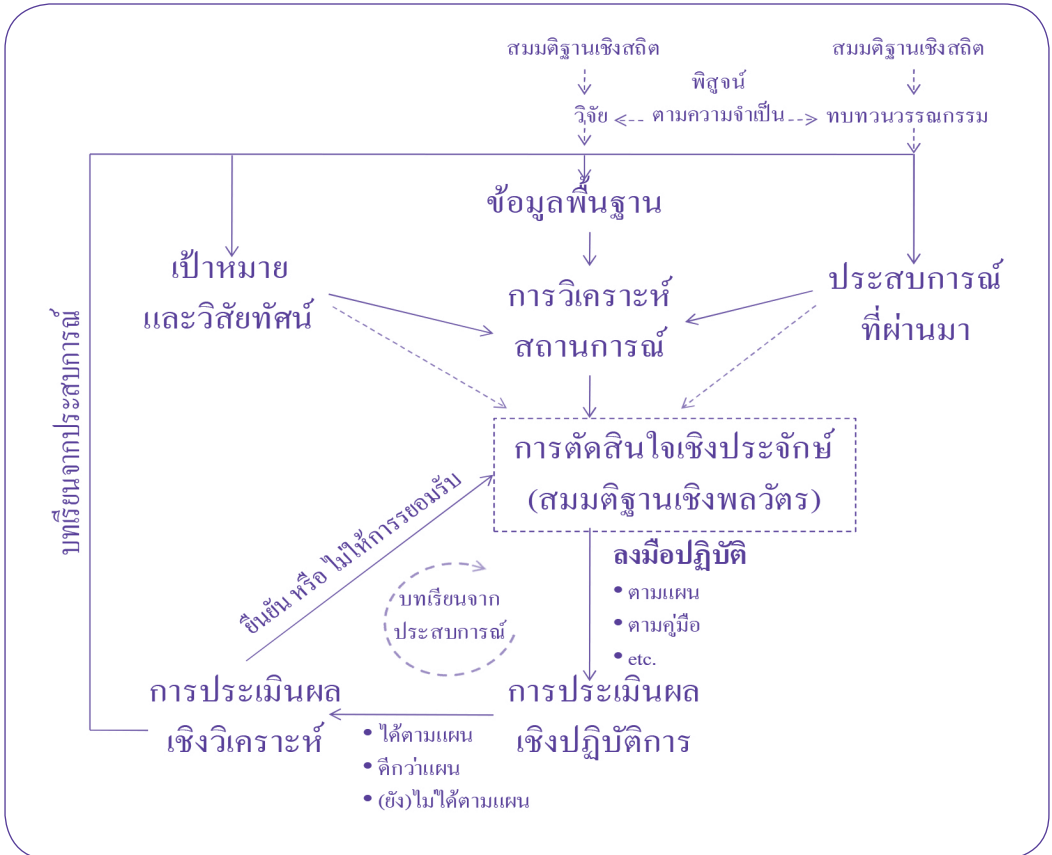 สมมติฐานเชิงสถิต
สมมติฐานเชิงสถิต
พิสูจน์
วิจัย
ตามความจำเป็น
ทบทวนวรรณกรรม
ข้อมูลพื้นฐาน
เป้าหมาย
และวิสัยทัศน์
การวิเคราะห์
สถานการณ์
ประสบการณ์
ที่ผ่านมา
บทเรียนจากประสบการณ์
การตัดสินใจเชิงประจักษ์
(สมมติฐานเชิงพลวัตร)
ยืนยัน หรือ ไม่ให้การรยอมรับ
ลงมือปฏิบัติ
• ตามแผน
• ตามคู่มือ
• etc.
บทเรียนจาก
ประสบการณ์
การประเมินผล
เชิงวิเคราะห์
การประเมินผล
เชิงปฏิบัติการ
• ได้ตามแผน
• ดีกว่าแผน
• (ยัง)ไม่ได้ตามแผน